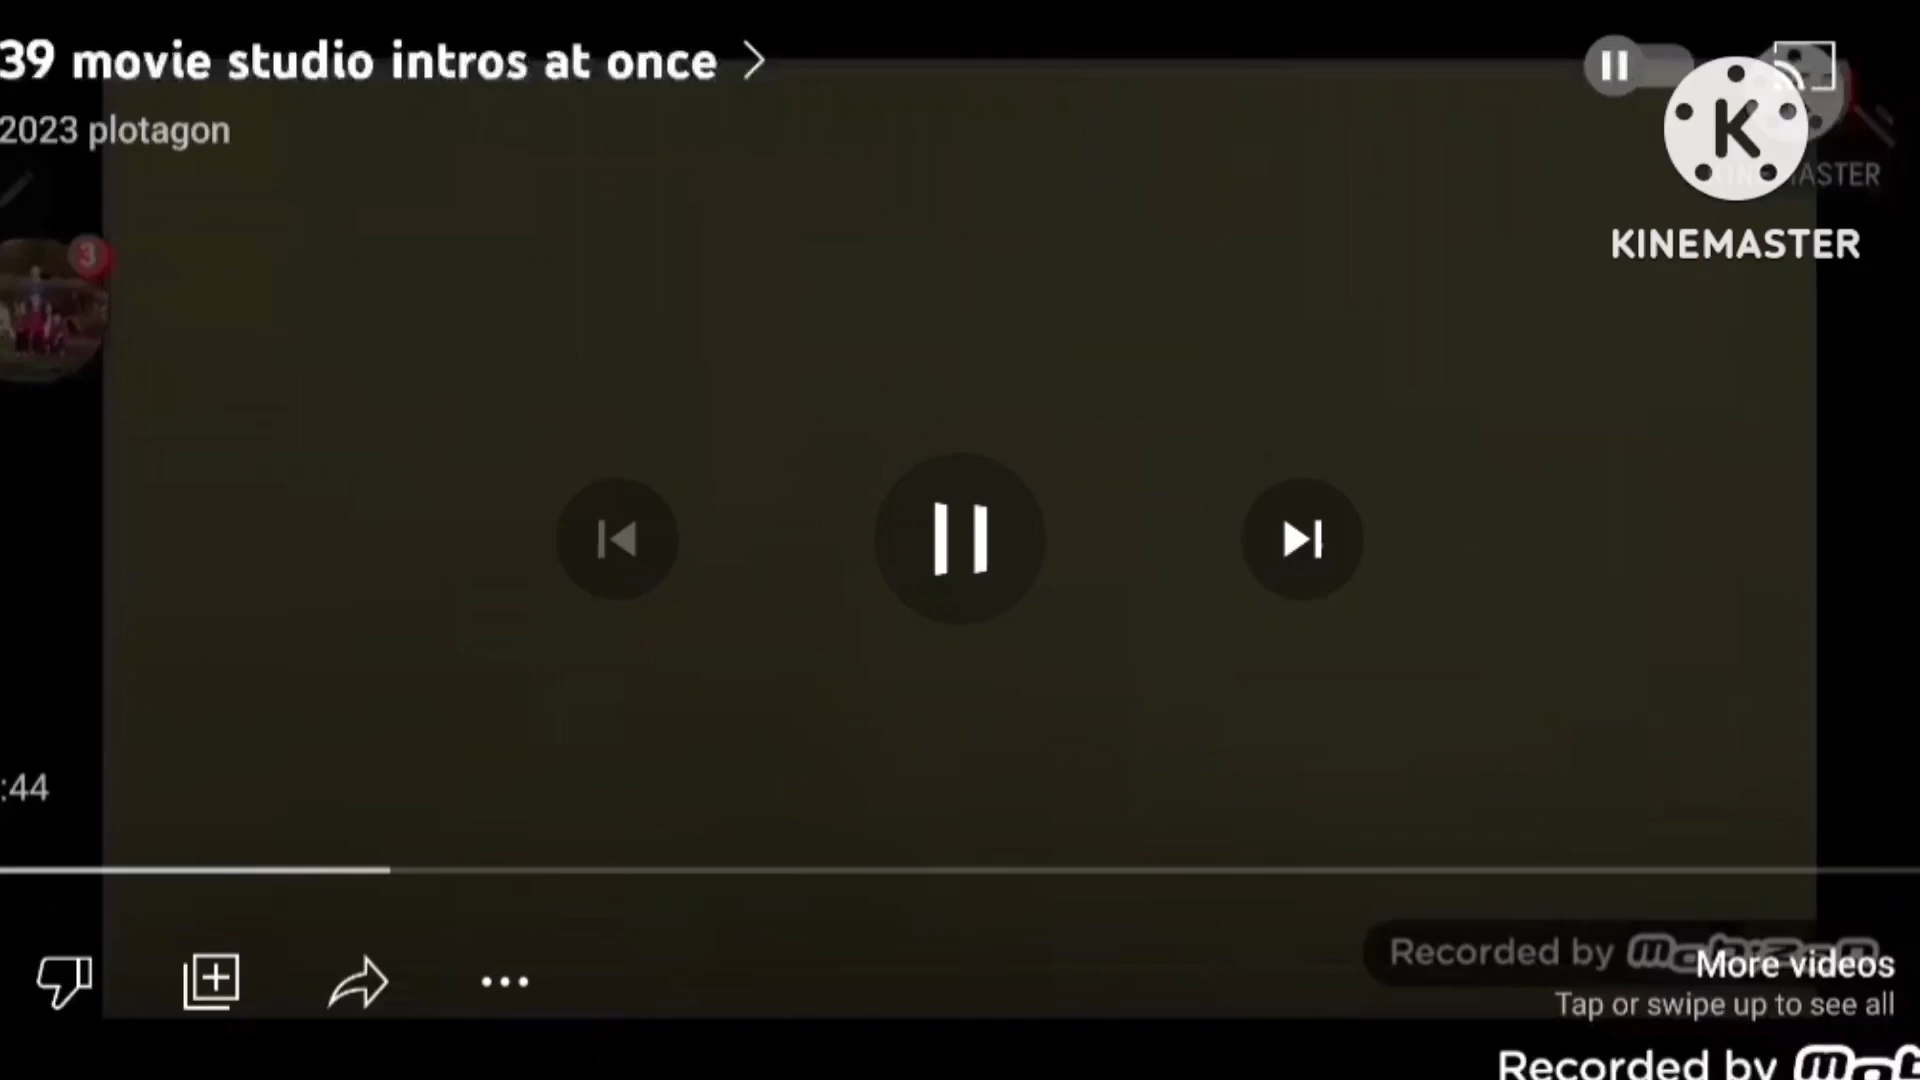 39 movie studio intros at once
2023 plotagon
K
KINEMASTER
3
:44
Recorded by
More videos
Tap or swipe up to see all
Recorded by